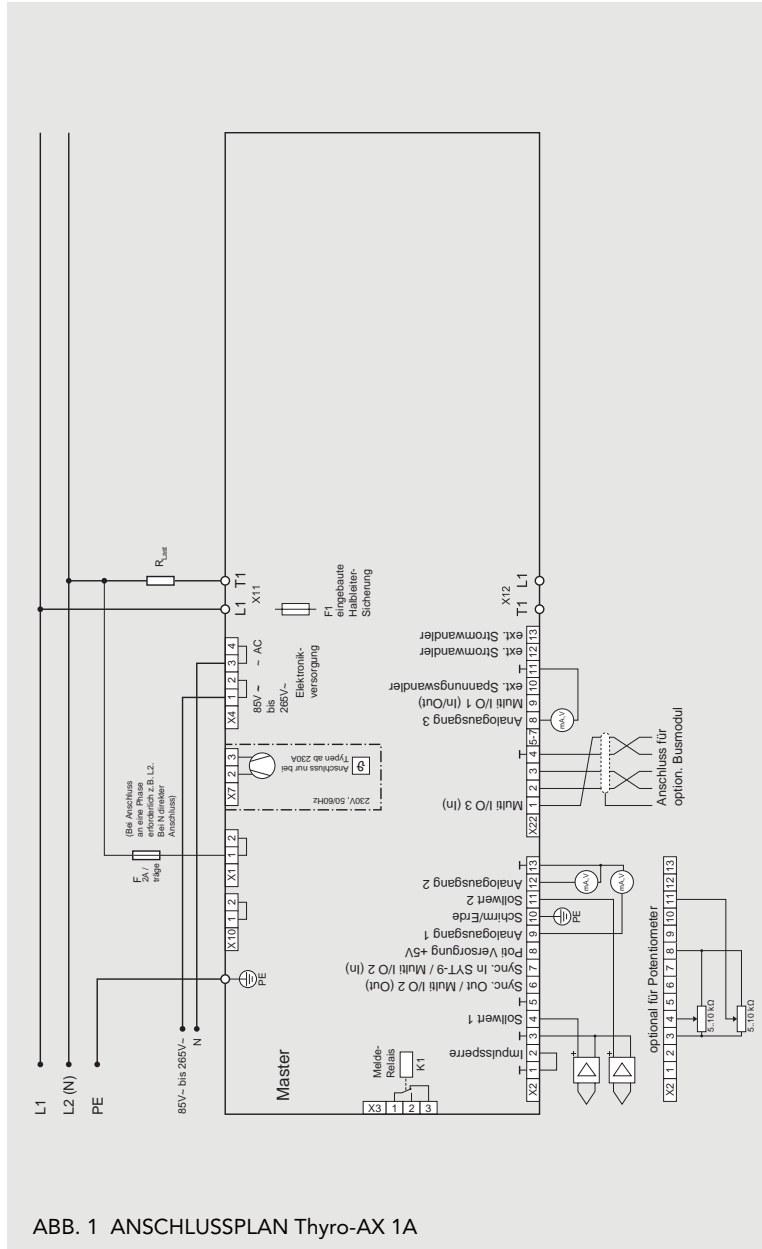 L1
L2 (N)
PE
85V~ bis 265V~
N
Master
PE
X10 1 2
X1 1 2
F
2A /
träge
(Bei Anschluss
an eine Phase
erforderlich z.B. L2.
Bei N direkter
Anschluss)
X7 2 3
230V, 50/60Hz
Anschluss nur bei
Typen ab 230A
ϑ
X4 1 2 3 4
85V ~
bis
265V~
~ AC
Elektronik-
versorgung
L1 T1
X11
R Last
F1
eingebaute
Halbleiter-
Sicherung
Melde-
Relais
K1
X3 1 2 3
Impulssperre
Sollwert 1
Sync. Out / Multi I/O 2 (Out)
Sync. In SYT-9 / Multi I/O 2 (In)
Poti Versorgung +5V
Analogausgang 1
Schirm/Erde
Sollwert 2
Analogausgang 2
X2 1 2 3 4 5 6 7 8 9 10 11 12 13
+
+
PE
mA,V
mA,V
Multi I/O 3 (In)
Analogausgang 3
Multi I/O 1 (In/Out)
ext. Spannungswandler
ext. Stromwandler
ext. Stromwandler
X22 1 2 3 4 5-7 8 9 10 11 12 13
mA,V
Anschluss für
option. Busmodul
X12
T1 L1
optional für Potentiometer
X2 1 2 3 4 5 6 7 8 9 10 11 12 13
5..10 kΩ
5..10 kΩ
ABB. 1 ANSCHLUSSPLAN Thyro-AX 1A